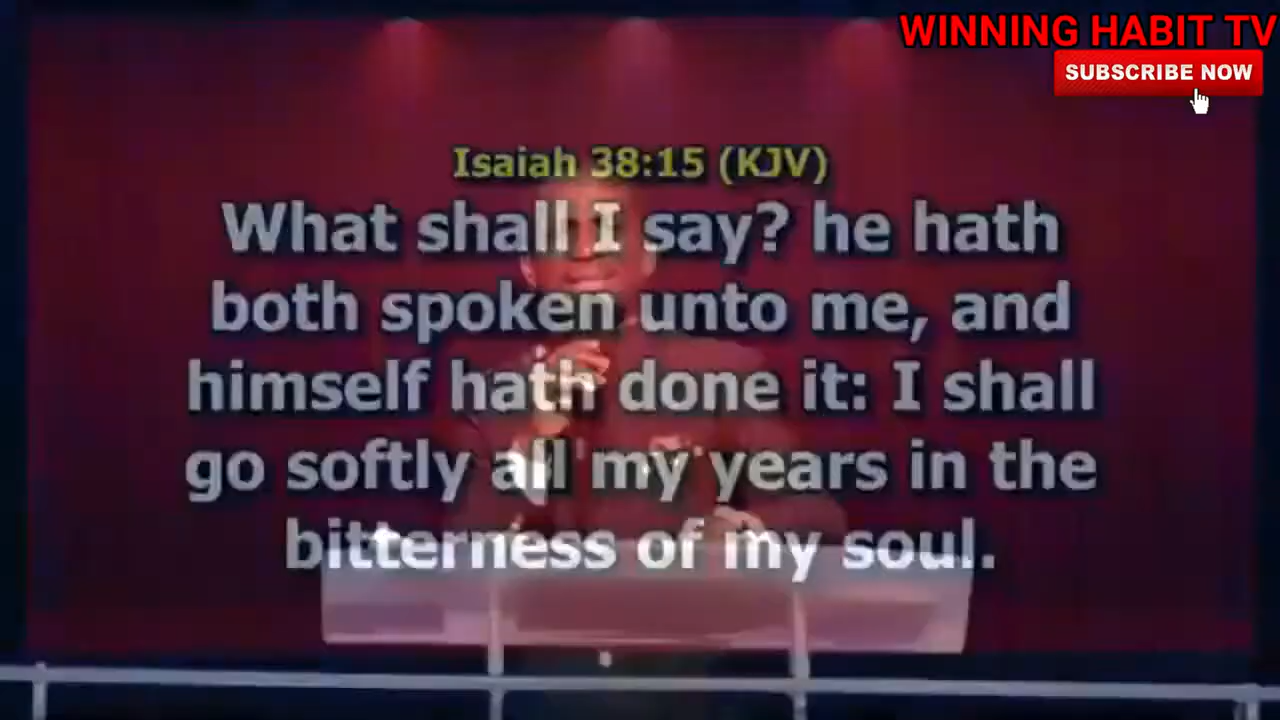 WINNING HABIT TV
SUBSCRIBE NOW
Isaiah 38:15 (KJV)
What shall I say? he hath
both spoken unto me, and
himself hath done it: I shall
go softly all my years in the
bitterness of my soul.